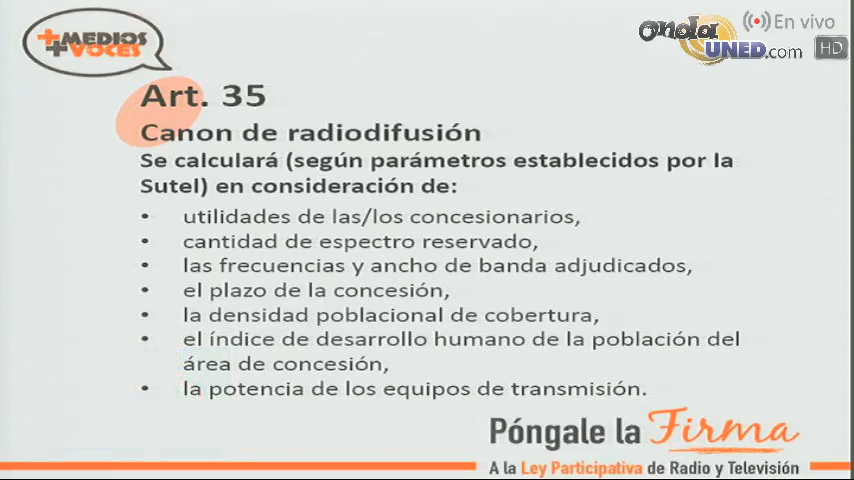 +MEDIOS
+VOCES
onda
UNED.com
En vivo
HD
Art. 35
Canon de radiodifusión
Se calculará (según parámetros establecidos por la
Sutel) en consideración de:
• utilidades de las/los concesionarios,
• cantidad de espectro reservado,
• las frecuencias y ancho de banda adjudicados,
• el plazo de la concesión,
• la densidad poblacional de cobertura,
• el índice de desarrollo humano de la población del
área de concesión,
• la potencia de los equipos de transmisión.
Póngale la Firma
A la Ley Participativa de Radio y Televisión